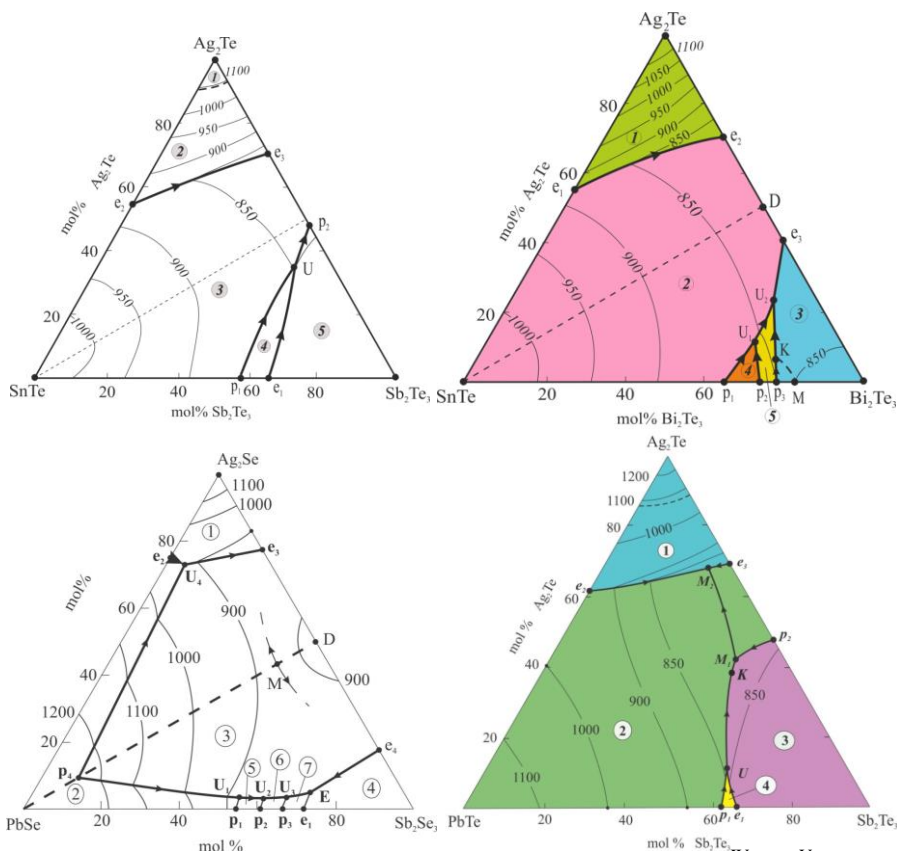 Ag₂Te
1
1100
1000
950
900
2
80
60
mol% Ag₂Te
e₃
e₂
850
p₂
40
900
U
3
950
20
1000
5
4
SnTe
20
40
p₁
60
e₁
80
Sb₂Te₃
mol% Sb₂Te₃
Ag₂Te
1100
1050
1000
950
900
850
80
1
e₂
60
e₁
mol% Ag₂Te
D
850
e₃
40
900
2
950
U₂
3
20
1000
U₁
K
4
850
SnTe
20
40
60
p₁
p₂
p₃
M
Bi₂Te₃
5
mol% Bi₂Te₃
Ag₂Se
1100
1000
1
80
e₂
U₄
e₃
mol%
60
900
D
1000
M
900
40
1100
1200
3
20
e₄
p₄
2
5
6
7
U₁
U₂
U₃
E
4
PbSe
20
40
p₁
p₂
p₃
e₁
80
Sb₂Se₃
mol %
Ag₂Te
1200
1100
80
1000
1
e₃
e₂
M₂
60
mol % Ag₂Te
p₂
M₁
850
K
850
40
900
1000
2
3
20
U
1100
4
PbTe
20
40
60
p₁
e₁
80
Sb₂Te₃
mol % Sb₂Te₃